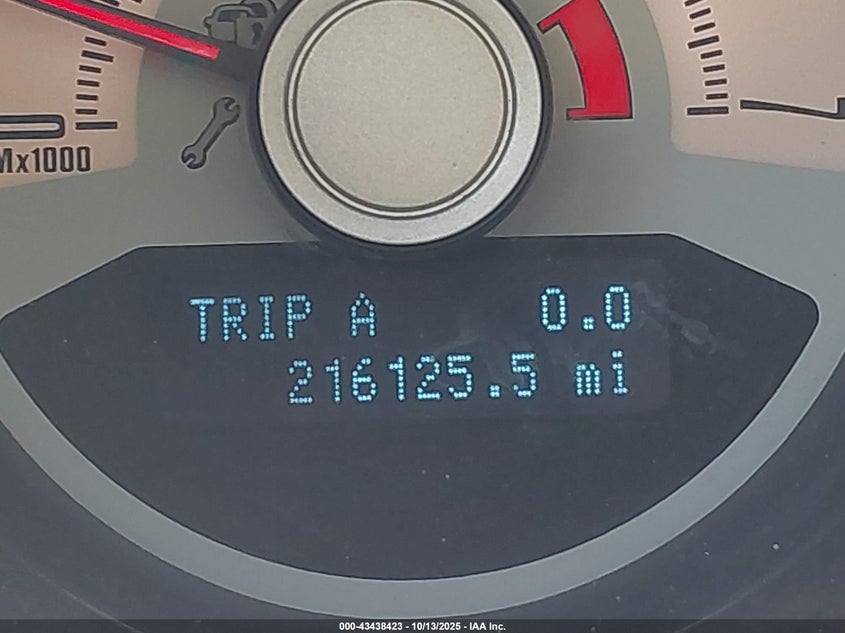 Mx1000
TRIP A 0.0
216125.5 mi
000-43438423 - 10/13/2025 - IAA Inc.